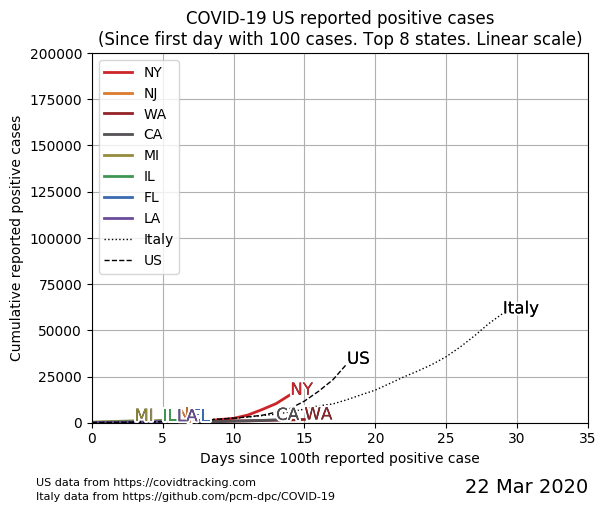 COVID-19 US reported positive cases
(Since first day with 100 cases. Top 8 states. Linear scale)
Cumulative reported positive cases
200000
175000
150000
125000
100000
75000
50000
25000
0
NY
NJ
WA
CA
MI
IL
FL
LA
Italy
US
Italy
US
NY
MI
IL
LA
FL
CA
WA
0
5
10
15
20
25
30
35
Days since 100th reported positive case
US data from https://covidtracking.com
Italy data from https://github.com/pcm-dpc/COVID-19
22 Mar 2020